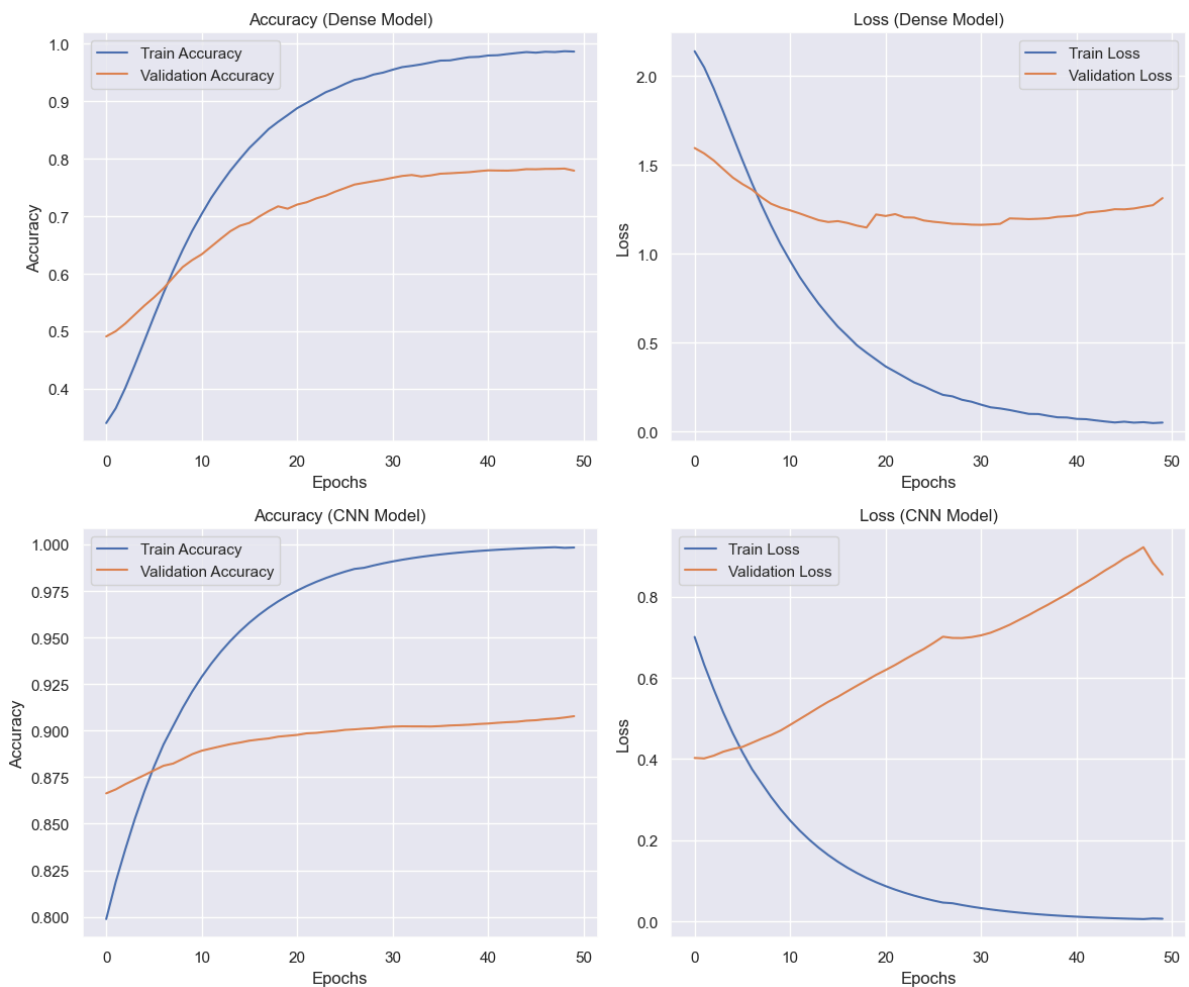 Accuracy (Dense Model)
Train Accuracy
Validation Accuracy
1.0
0.9
0.8
0.7
0.6
0.5
0.4
Accuracy
0 10 20 30 40 50
Epochs
Loss (Dense Model)
Train Loss
Validation Loss
2.0
1.5
1.0
0.5
0.0
Loss
0 10 20 30 40 50
Epochs
Accuracy (CNN Model)
Train Accuracy
Validation Accuracy
1.000
0.975
0.950
0.925
0.900
0.875
0.850
0.825
0.800
Accuracy
0 10 20 30 40 50
Epochs
Loss (CNN Model)
Train Loss
Validation Loss
0.8
0.6
0.4
0.2
0.0
Loss
0 10 20 30 40 50
Epochs